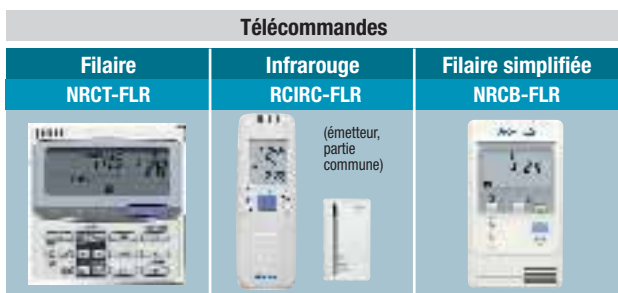 Télécommandes
Filaire
Infrarouge
Filaire simplifiée
NRCT-FLR
RCIRC-FLR
NRCB-FLR
(émetteur,
partie
commune)